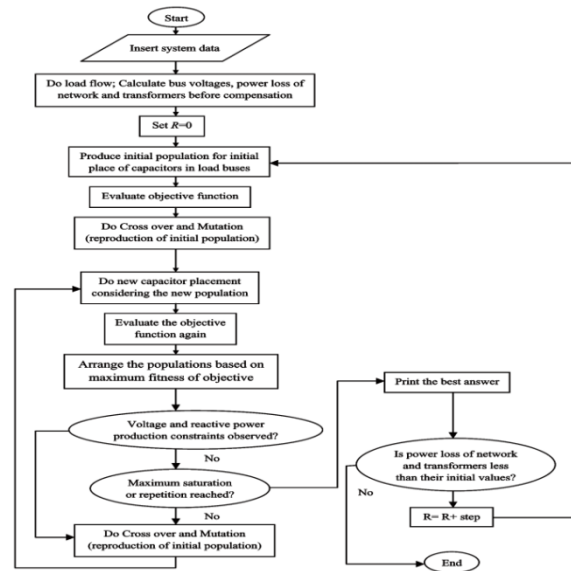 Start
Insert system data
Do load flow; Calculate bus voltages, power loss of
network and transformers before compensation
Set R=0
Produce initial population for initial
place of capacitors in load buses
Evaluate objective function
Do Cross over and Mutation
(reproduction of initial population)
Do new capacitor placement
considering the new population
Evaluate the objective
function again
Arrange the populations based on
maximum fitness of objective
Voltage and reactive power
production constraints observed?
No
Maximum saturation
or repetition reached?
No
Do Cross over and Mutation
(reproduction of initial population)
Print the best answer
Is power loss of network
and transformers less
than their initial values?
No
R= R+ step
End